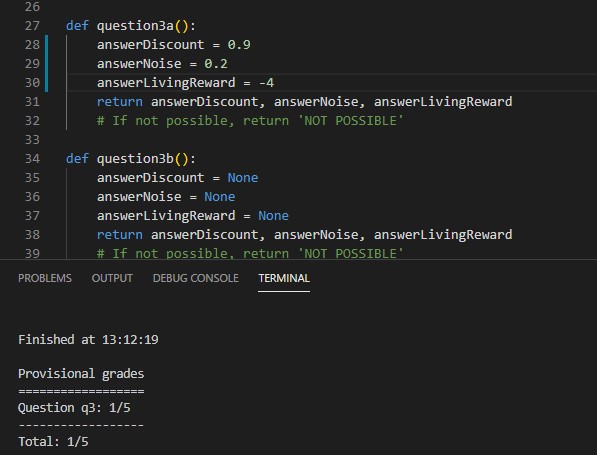 26
27 def question3a():
28 answerDiscount = 0.9
29 answerNoise = 0.2
30 answerLivingReward = -4
31 return answerDiscount, answerNoise, answerLivingReward
32 # If not possible, return 'NOT POSSIBLE'
33
34 def question3b():
35 answerDiscount = None
36 answerNoise = None
37 answerLivingReward = None
38 return answerDiscount, answerNoise, answerLivingReward
39 # If not possible, return 'NOT POSSIBLE'
PROBLEMS OUTPUT DEBUG CONSOLE TERMINAL
Finished at 13:12:19
Provisional grades
==================
Question q3: 1/5
------------------
Total: 1/5